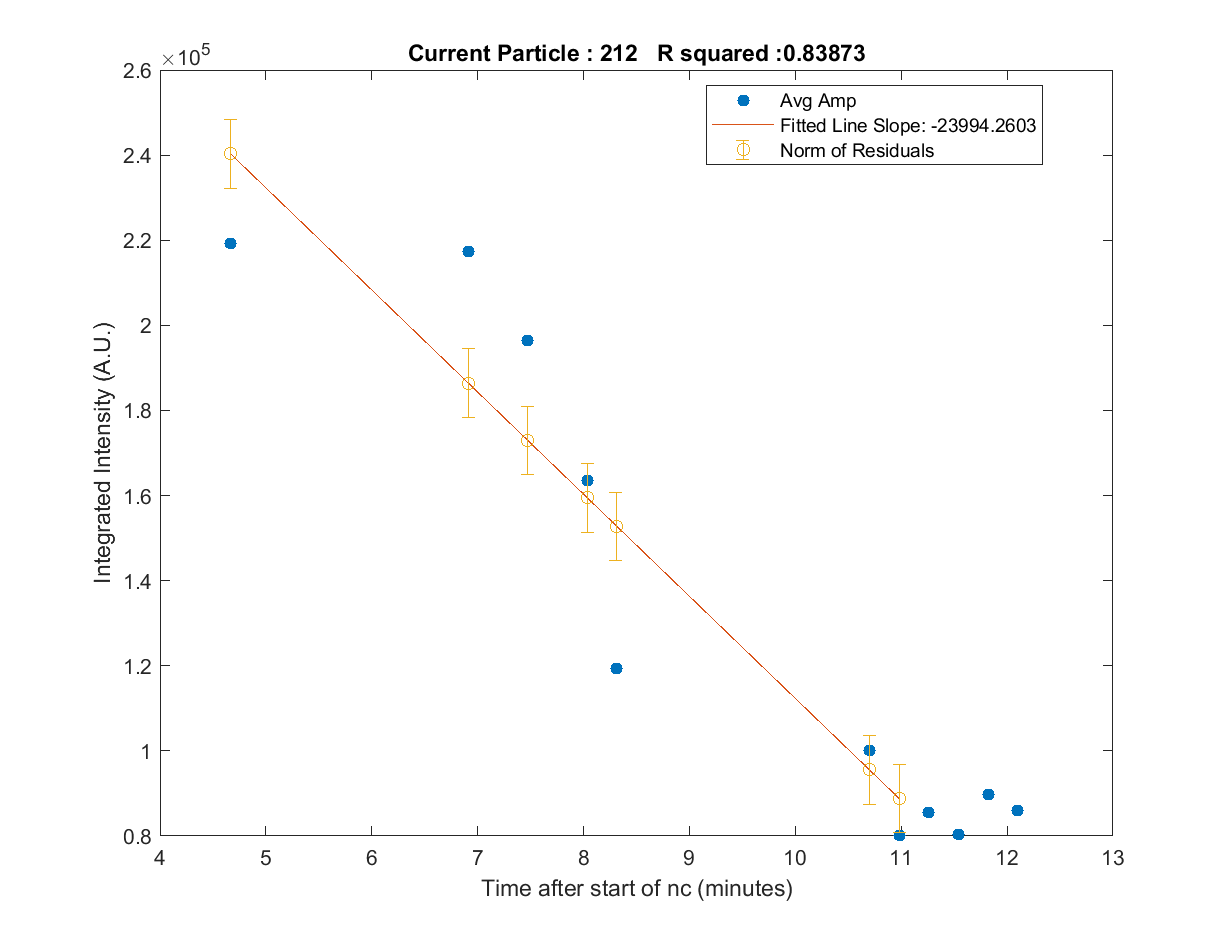 Current Particle : 212 R squared :0.83873
×10^5
2.6
2.4
2.2
2
1.8
1.6
1.4
1.2
1
0.8
Integrated Intensity (A.U.)
Avg Amp
Fitted Line Slope: -23994.2603
Norm of Residuals
4 5 6 7 8 9 10 11 12 13
Time after start of nc (minutes)